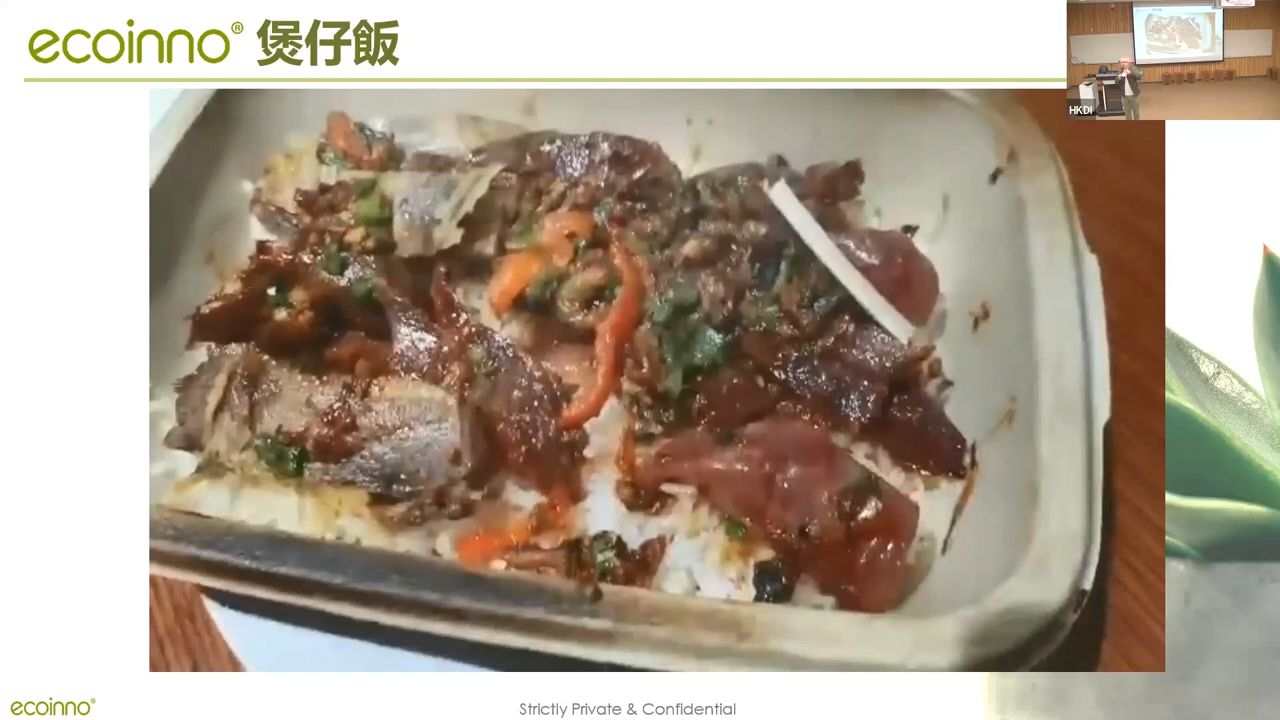 ecoinno® 煲仔飯
HKDI
ecoinno®
Strictly Private & Confidential